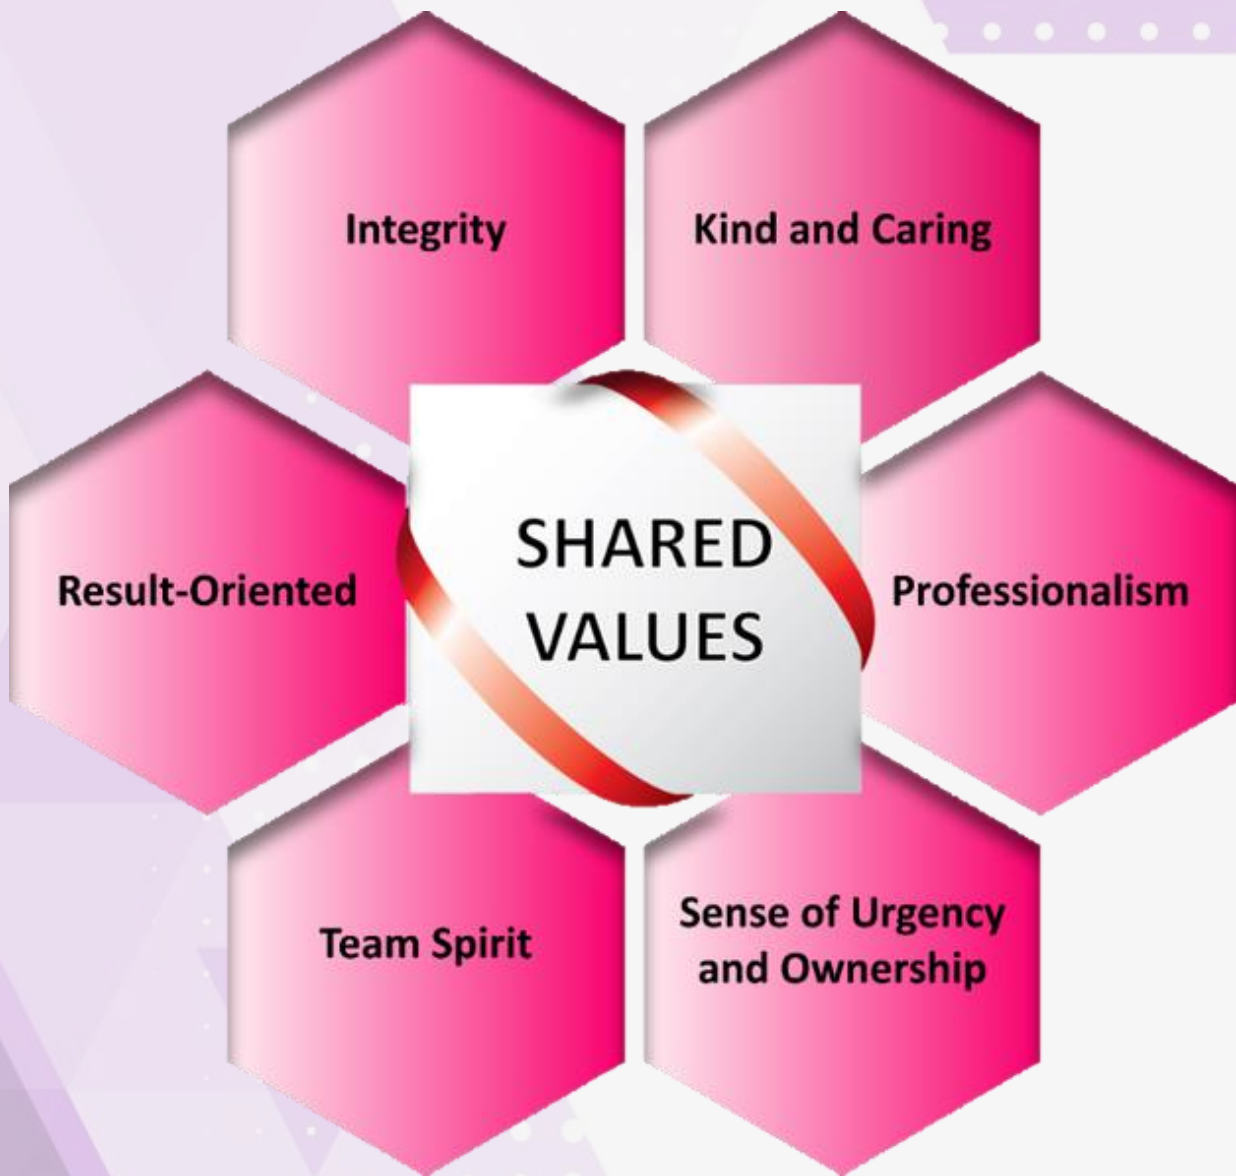 Integrity
Kind and Caring
Result-Oriented
SHARED
VALUES
Professionalism
Team Spirit
Sense of Urgency
and Ownership